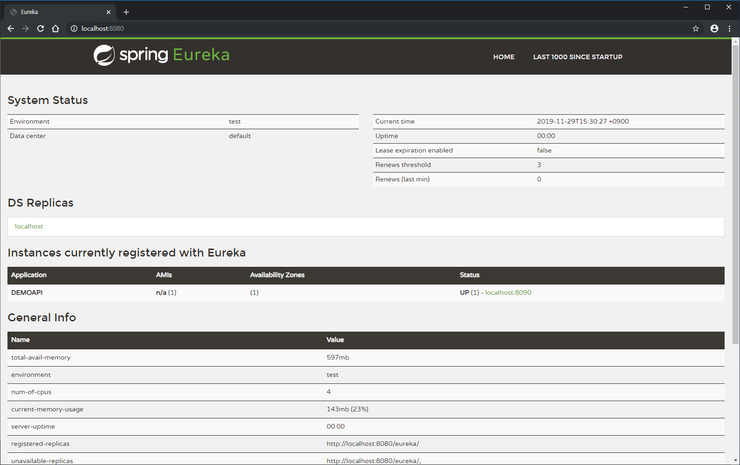 Eureka
localhost:8080
spring Eureka
HOME LAST 1000 SINCE STARTUP
System Status
Environment test
Data center default
Current time 2019-11-29T15:30:27 +0900
Uptime 00:00
Lease expiration enabled false
Renews threshold 3
Renews (last min) 0
DS Replicas
localhost
Instances currently registered with Eureka
Application AMIs Availability Zones Status
DEMOAPI n/a (1) (1) UP (1) - localhost:8090
General Info
Name Value
total-avail-memory 597mb
environment test
num-of-cpus 4
current-memory-usage 143mb (23%)
server-uptime 00:00
registered-replicas http://localhost:8080/eureka/
unavailable-replicas http://localhost:8080/eureka/,